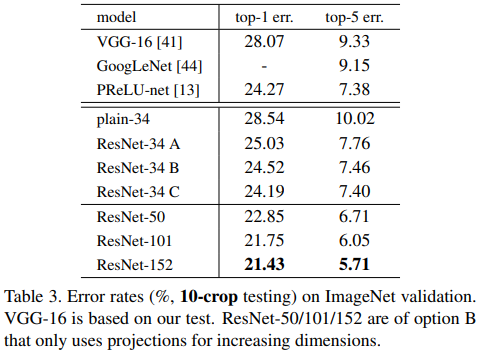 model top-1 err. top-5 err.
VGG-16 [41] 28.07 9.33
GoogLeNet [44] - 9.15
PReLU-net [13] 24.27 7.38
plain-34 28.54 10.02
ResNet-34 A 25.03 7.76
ResNet-34 B 24.52 7.46
ResNet-34 C 24.19 7.40
ResNet-50 22.85 6.71
ResNet-101 21.75 6.05
ResNet-152 21.43 5.71
Table 3. Error rates (%, 10-crop testing) on ImageNet validation.
VGG-16 is based on our test. ResNet-50/101/152 are of option B
that only uses projections for increasing dimensions.